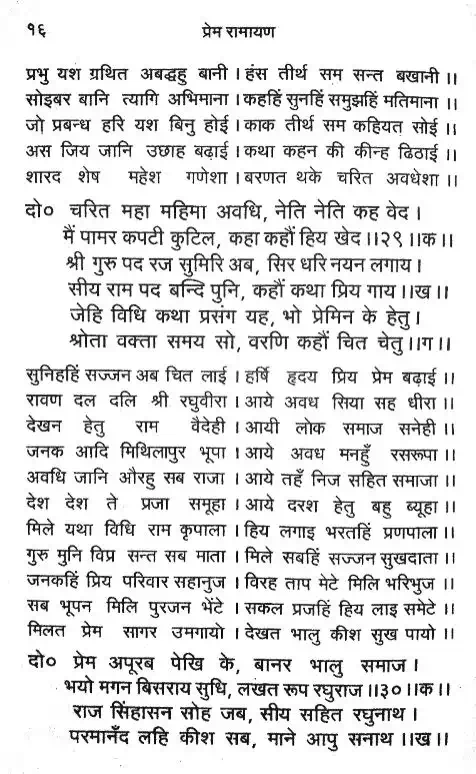 १६
प्रेम रामायण
प्रभु यश ग्रथित अबद्धहु बानी। हंस तीर्थ सम सन्त बखानी।।
सोइबर बानि त्यागि अभिमाना। कहहिं सुनहिं समुझहिं मतिमाना।।
जो प्रबन्ध हरि यश बिनु होई। काक तीर्थ सम कहियत सोई।।
अस जिय जानि उछाह बढ़ाई। कथा कहन की कीन्ह ढिठाई।।
शारद शेष महेश गणेशा। बरणत थके चरित अवधेशा।।
दो० चरित महा महिमा अवधि, नेति नेति कह वेद।
मैं पामर कपटी कुटिल, कहा कहौं हिय खेद।।२९।।क।।
श्री गुरु पद रज सुमिरि अब, सिर धरि नयन लगाय।
सीय राम पद बन्दि पुनि, कहौं कथा प्रिय गाय।।ख।।
जेहि विधि कथा प्रसंग यह, भो प्रेमिन के हेतु।
श्रोता वक्ता समय सो, वरणि कहौं चित चेतु।।ग।।
सुनिहहिं सज्जन अब चित लाई। हर्षि हृदय प्रिय प्रेम बढ़ाई।।
रावण दल दलि श्री रघुवीरा। आये अवध सिया सह धीरा।।
देखन हेतु राम वैदेही। आयी लोक समाज सनेही।।
जनक आदि मिथिलापुर भूपा। आये अवध मनहुँ रसरूपा।।
अवधि जानि औरहु सब राजा। आये तहँ निज सहित समाजा।।
देश देश ते प्रजा समूहा। आये दरश हेतु बहु ब्यूहा।।
मिले यथा विधि राम कृपाला। हिय लगाइ भरतहिं प्रणपाला।।
गुरु मुनि विप्र सन्त सब माता। मिले सबहिं सज्जन सुखदाता।।
जनकहिं प्रिय परिवार सहानुज। विरह ताप मेटे मिलि भरिभुज।।
सब भूपन मिलि पुरजन भेंटे। सकल प्रजहिं हिय लाइ समेटे।।
मिलत प्रेम सागर उमगायो। देखत भालु कीश सुख पायो।।
दो० प्रेम अपूरब पेखि के, बानर भालु समाज।
भयो मगन बिसराय सुधि, लखत रूप रघुराज।।३०।।क।।
राज सिंहासन सोह जब, सीय सहित रघुनाथ।
परमानँद लहि कीश सब, माने आपु सनाथ।।ख।।